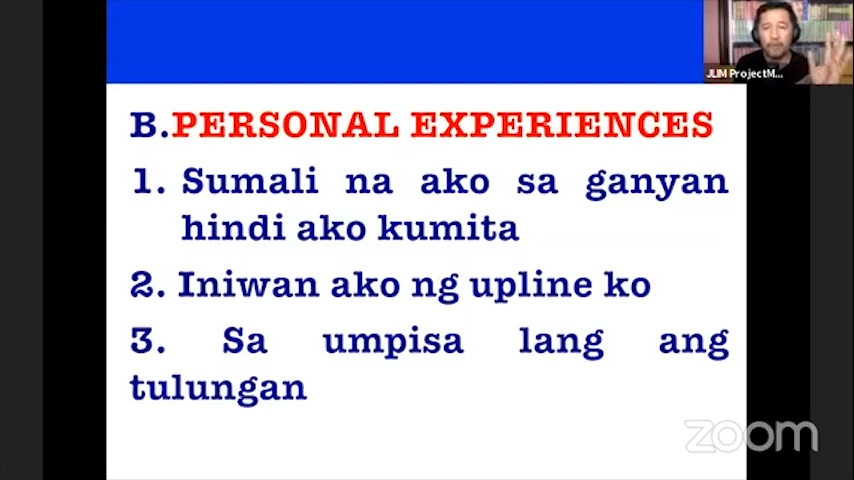 JLIM ProjectM...
B.PERSONAL EXPERIENCES
1. Sumali na ako sa ganyan
hindi ako kumita
2. Iniwan ako ng upline ko
3. Sa umpisa lang ang
tulungan
zoom